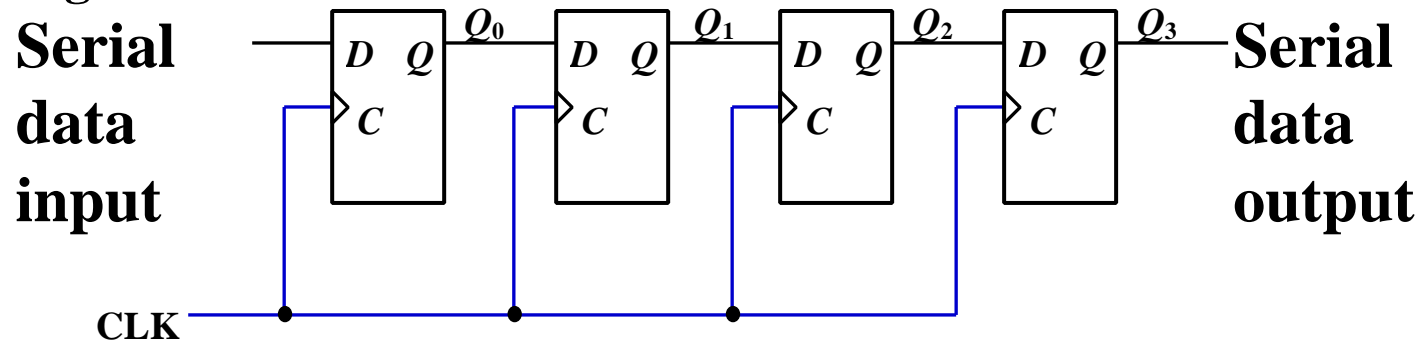 Serial
data
input
D Q
C
Q0
D Q
C
Q1
D Q
C
Q2
D Q
C
Q3
Serial
data
output
CLK